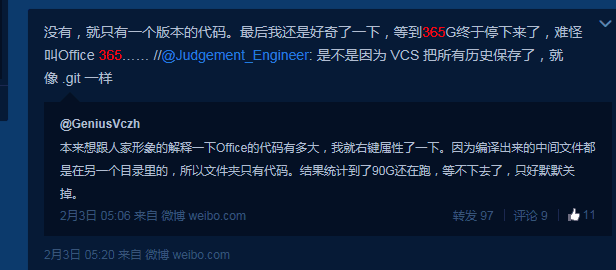 没有，就只有一个版本的代码。最后我还是好奇了一下，等到365G终于停下来了，难怪
叫Office 365…… //@Judgement_Engineer: 是不是因为 VCS 把所有历史保存了，就
像 .git 一样
@GeniusVczh
本来想跟人家形象的解释一下Office的代码有多大，我就右键属性了一下。因为编译出来的中间文件都
是在另一个目录里的，所以文件夹只有代码。结果统计到了90G还在跑，等不下去了，只好默默关
掉。
2月3日 05:06 来自 微博 weibo.com 转发 97 | 评论 9 | 11
2月3日 05:20 来自 微博 weibo.com